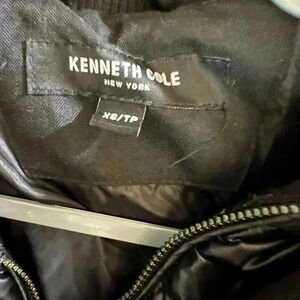 KENNETH COLE
NEW YORK
XS/TP